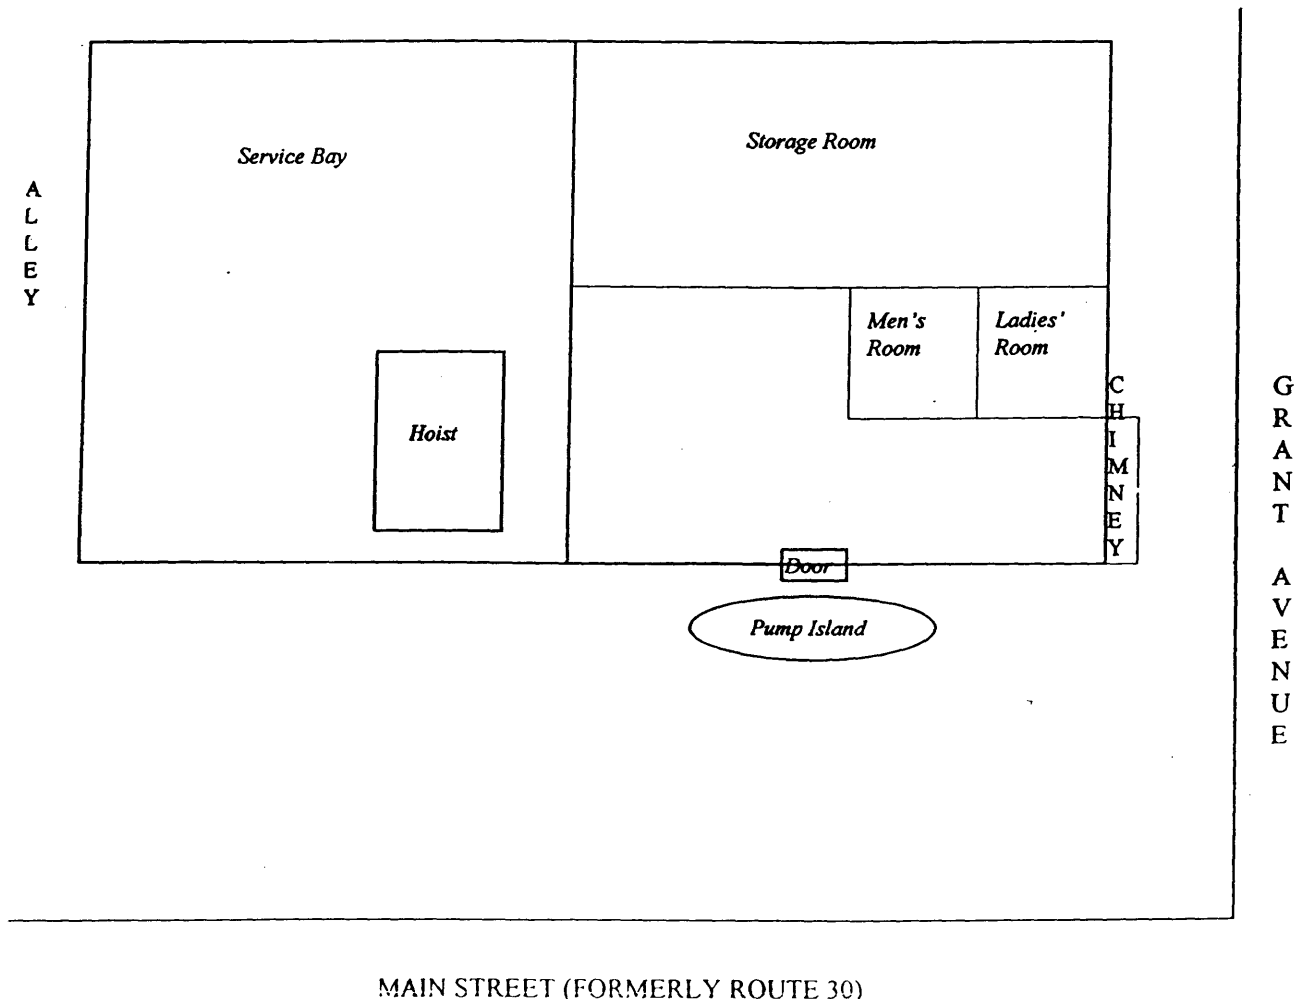 Service Bay
Storage Room
ALLEY
Men's
Room
Ladies'
Room
Hoist
CHIMNEY
GRANT AVENUE
Door
Pump Island
MAIN STREET (FORMERLY ROUTE 30)